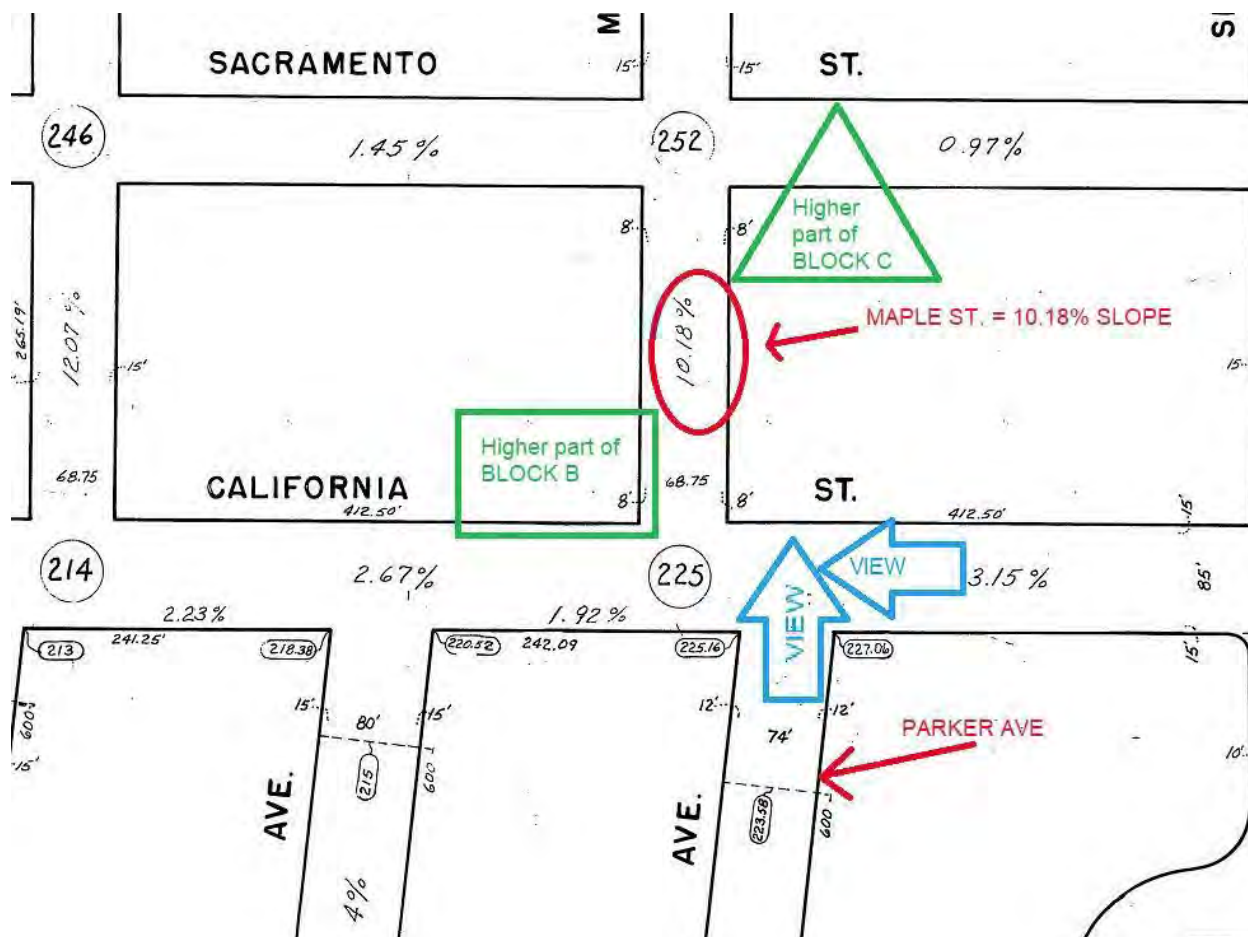 M
S
SACRAMENTO
15'
15'
ST.
246
1.45%
252
0.97%
Higher
part of
BLOCK C
8'
8'
265.19'
12.07%
15'
10.18%
MAPLE ST. = 10.18% SLOPE
15
Higher part of
BLOCK B
68.75
CALIFORNIA
412.50'
8'
68.75
8'
ST.
412.50'
15'
214
2.67%
225
VIEW
3.15%
85'
2.23%
1.92%
VIEW
213
241.25'
218.38
220.52
242.09
225.16
227.06
15'
600'
15'
15'
15'
80'
12'
12'
74'
PARKER AVE
215
600
223.58
600
10'
AVE.
AVE.
4%